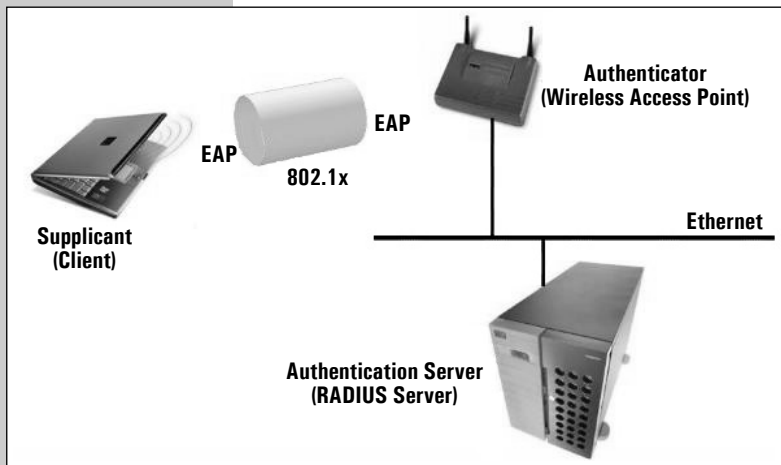 Authenticator
(Wireless Access Point)
EAP
EAP
802.1x
Supplicant
(Client)
Ethernet
Authentication Server
(RADIUS Server)